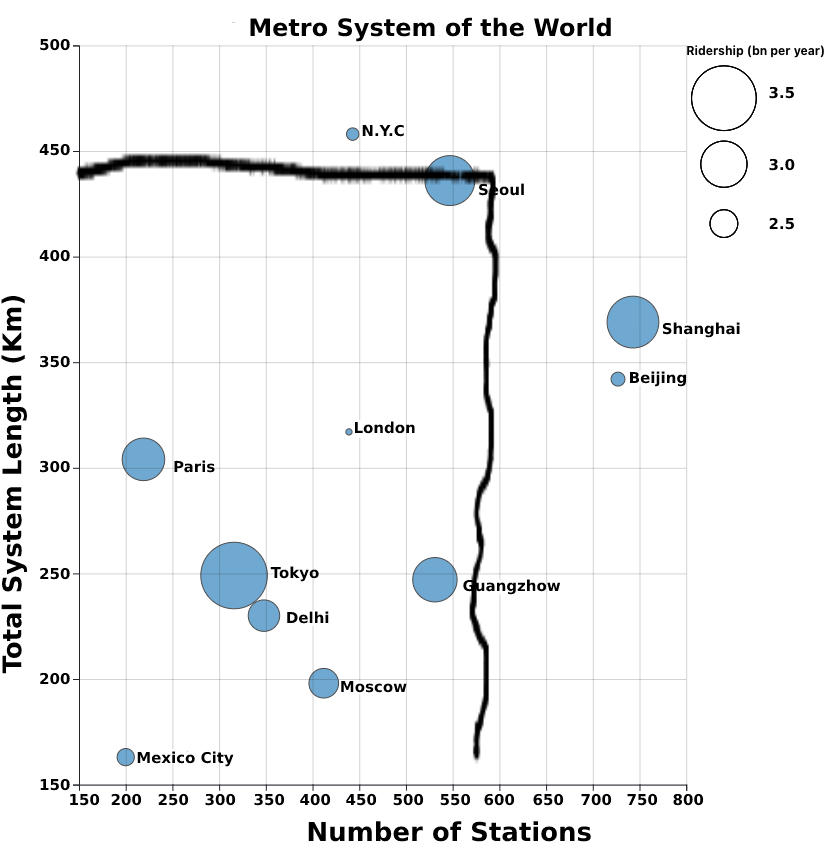 Metro System of the World
Ridership (bn per year)
3.5
3.0
2.5
Total System Length (Km)
500
450
400
350
300
250
200
150
N.Y.C
Seoul
Shanghai
Beijing
London
Paris
Tokyo
Guangzhow
Delhi
Moscow
Mexico City
150 200 250 300 350 400 450 500 550 600 650 700 750 800
Number of Stations